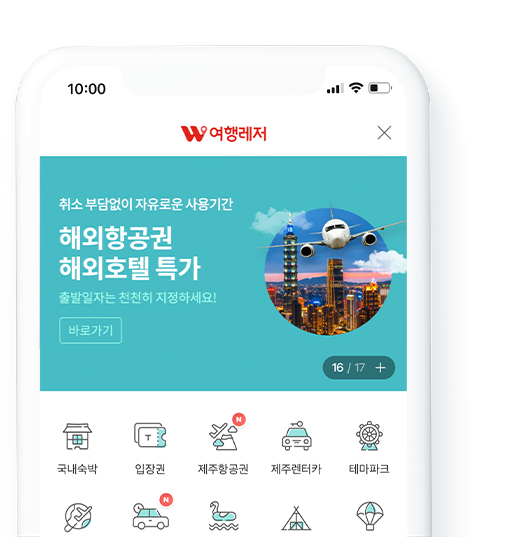 10:00
W 여행레저
취소 부담없이 자유로운 사용기간
해외항공권
해외호텔 특가
출발일자는 천천히 지정하세요!
바로가기
16 / 17 +
N
T
국내숙박 입장권 제주항공권 제주렌터카 테마파크
N